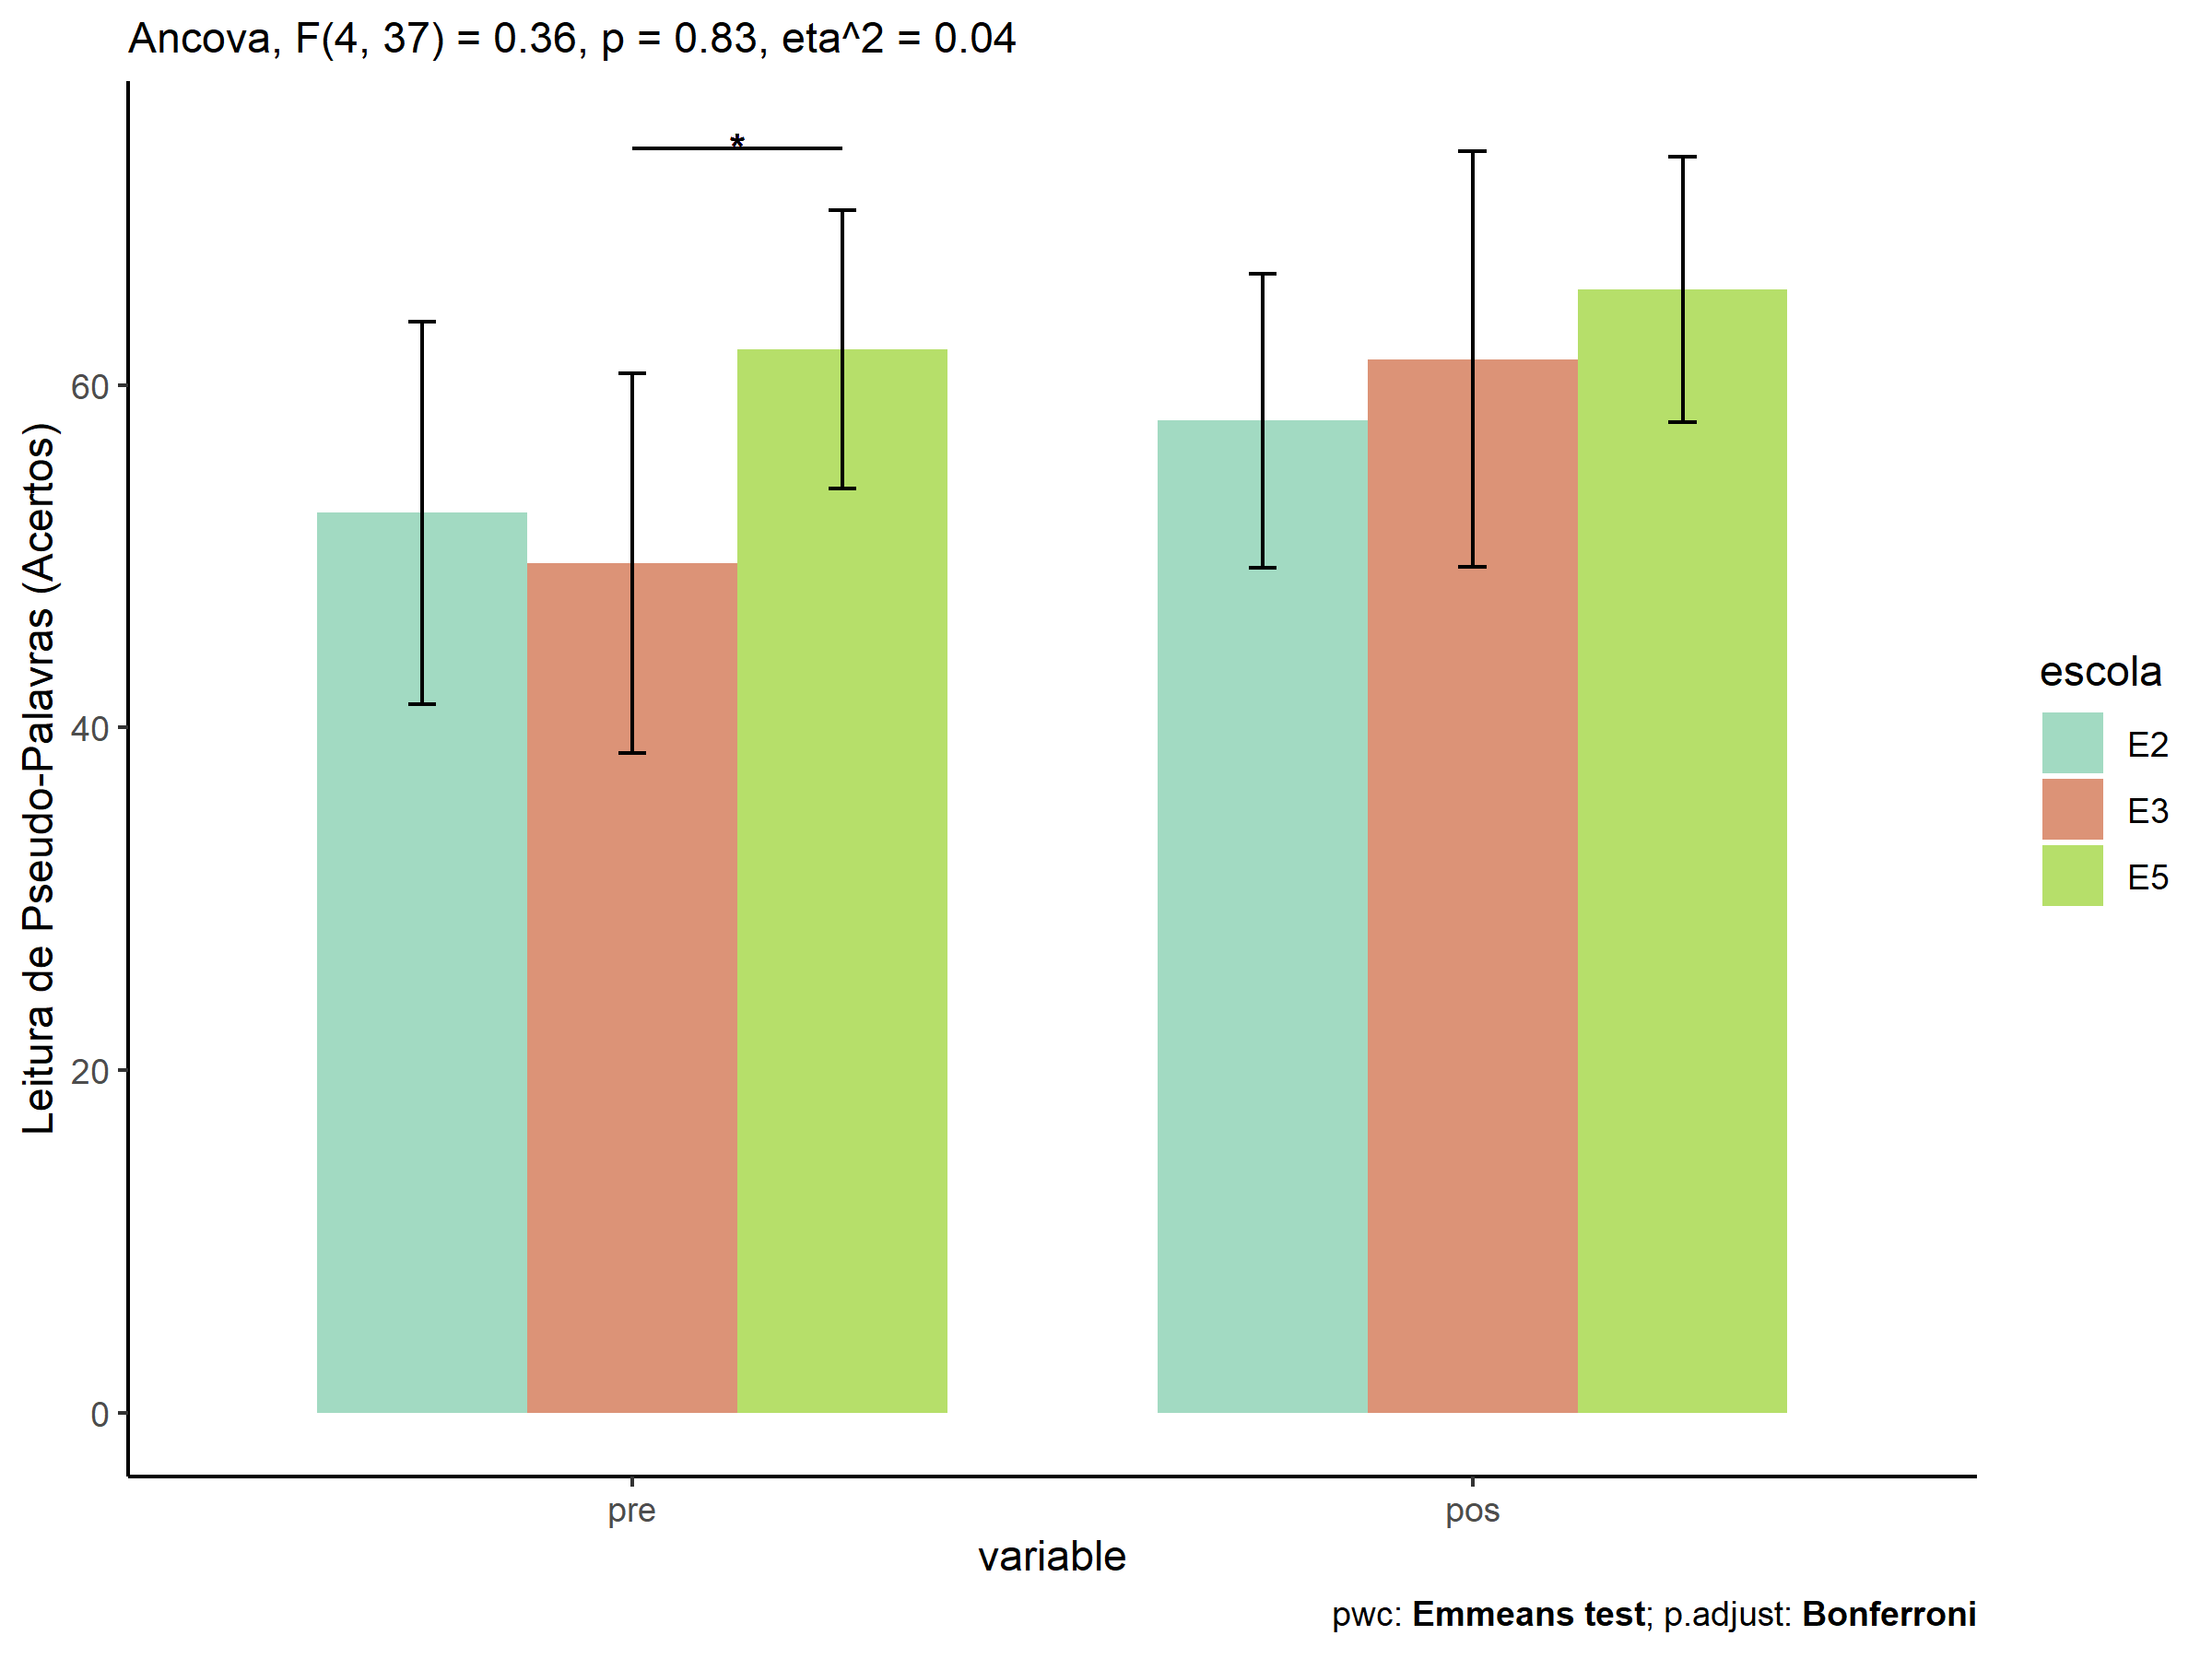 Ancova, F(4, 37) = 0.36, p = 0.83, eta^2 = 0.04
*
Leitura de Pseudo-Palavras (Acertos)
60
40
20
0
pre
pos
variable
escola
E2
E3
E5
pwc: Emmeans test; p.adjust: Bonferroni